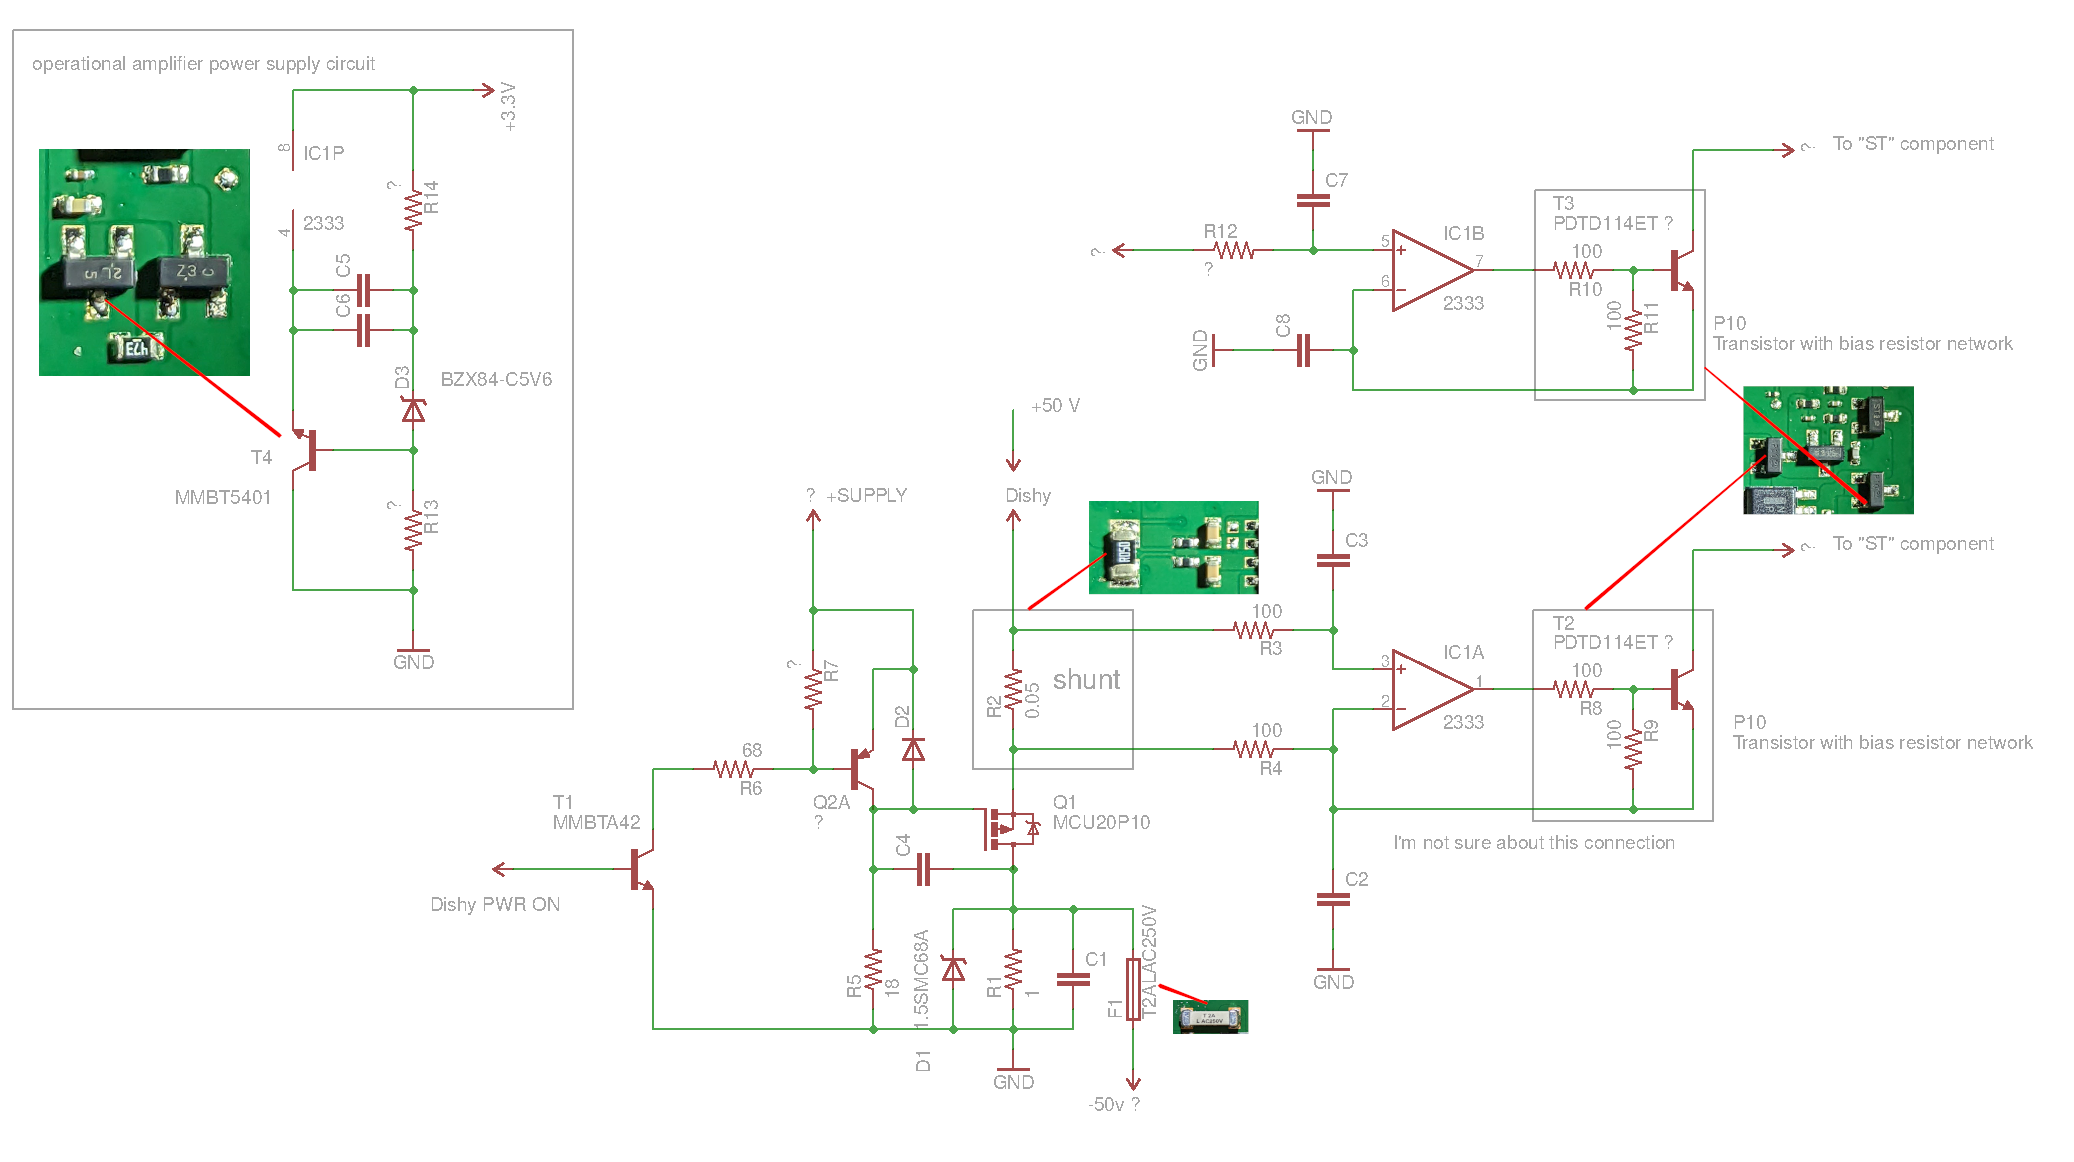 operational amplifier power supply circuit
+3.3V
8
IC1P
?
R14
4
2333
C5
C6
D3
BZX84-C5V6
T4
MMBT5401
?
R13
GND
473
GND
C7
R12
?
?
5
6
7
IC1B
2333
GND
C8
T3
PDTD114ET ?
100
R10
100
R11
?
To "ST" component
P10
Transistor with bias resistor network
+50 V
Dishy
? +SUPPLY
R050
?
R7
D2
R2
0.05
shunt
68
R6
Q2A
?
T1
MMBTA42
Dishy PWR ON
Q1
MCU20P10
C4
R5
18
1.5SMC68A
D1
R1
1
C1
F1
T2ALAC250V
T 2A
L AC250V
GND
-50v ?
GND
C3
100
R3
100
R4
3
2
1
IC1A
2333
T2
PDTD114ET ?
100
R8
100
R9
?
To "ST" component
P10
Transistor with bias resistor network
I'm not sure about this connection
C2
GND